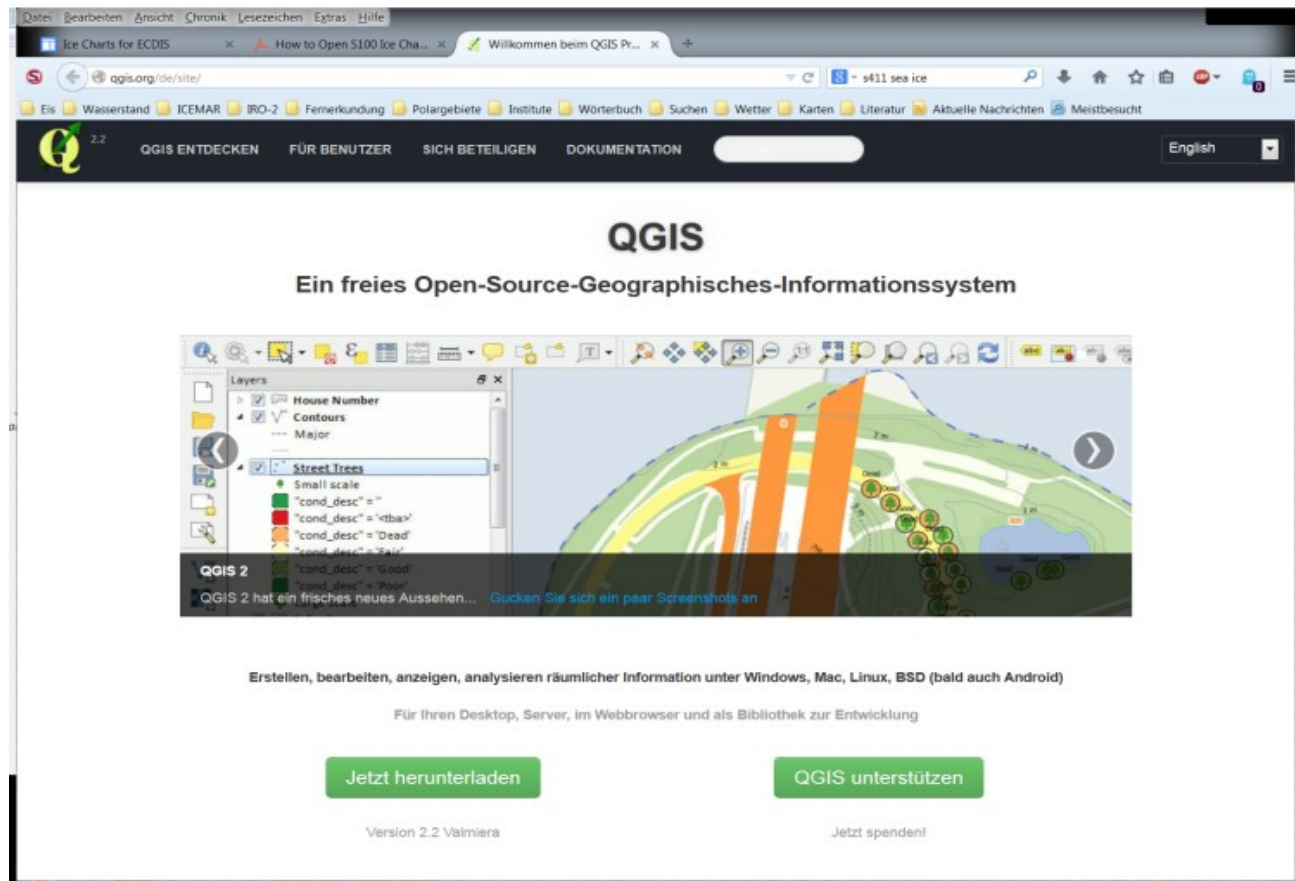 Datei Bearbeiten Ansicht Chronik Lesezeichen Extras Hilfe
Ice Charts for ECDIS × How to Open S100 Ice Cha... × Willkommen beim QGIS Pr... × +
qgis.org/de/site/ s411 sea ice
Eis Wasserstand ICEMAR IRO-2 Fernerkundung Polargebiete Institute Wörterbuch Suchen Wetter Karten Literatur Aktuelle Nachrichten Meistbesucht
2.2 QGIS ENTDECKEN FÜR BENUTZER SICH BETEILIGEN DOKUMENTATION English
QGIS
Ein freies Open-Source-Geographisches-Informationssystem
Layers
House Number
Contours
Major
Street Trees
Small scale
"cond_desc" = ''
"cond_desc" = '<tba>'
"cond_desc" = 'Dead'
"cond_desc" = 'Fair'
"cond_desc" = 'Good'
"cond_desc" = 'Poor'
QGIS 2
QGIS 2 hat ein frisches neues Aussehen... Gucken Sie sich ein paar Screenshots an
Erstellen, bearbeiten, anzeigen, analysieren räumlicher Information unter Windows, Mac, Linux, BSD (bald auch Android)
Für Ihren Desktop, Server, im Webbrowser und als Bibliothek zur Entwicklung
Jetzt herunterladen QGIS unterstützen
Version 2.2 Valmiera Jetzt spenden!